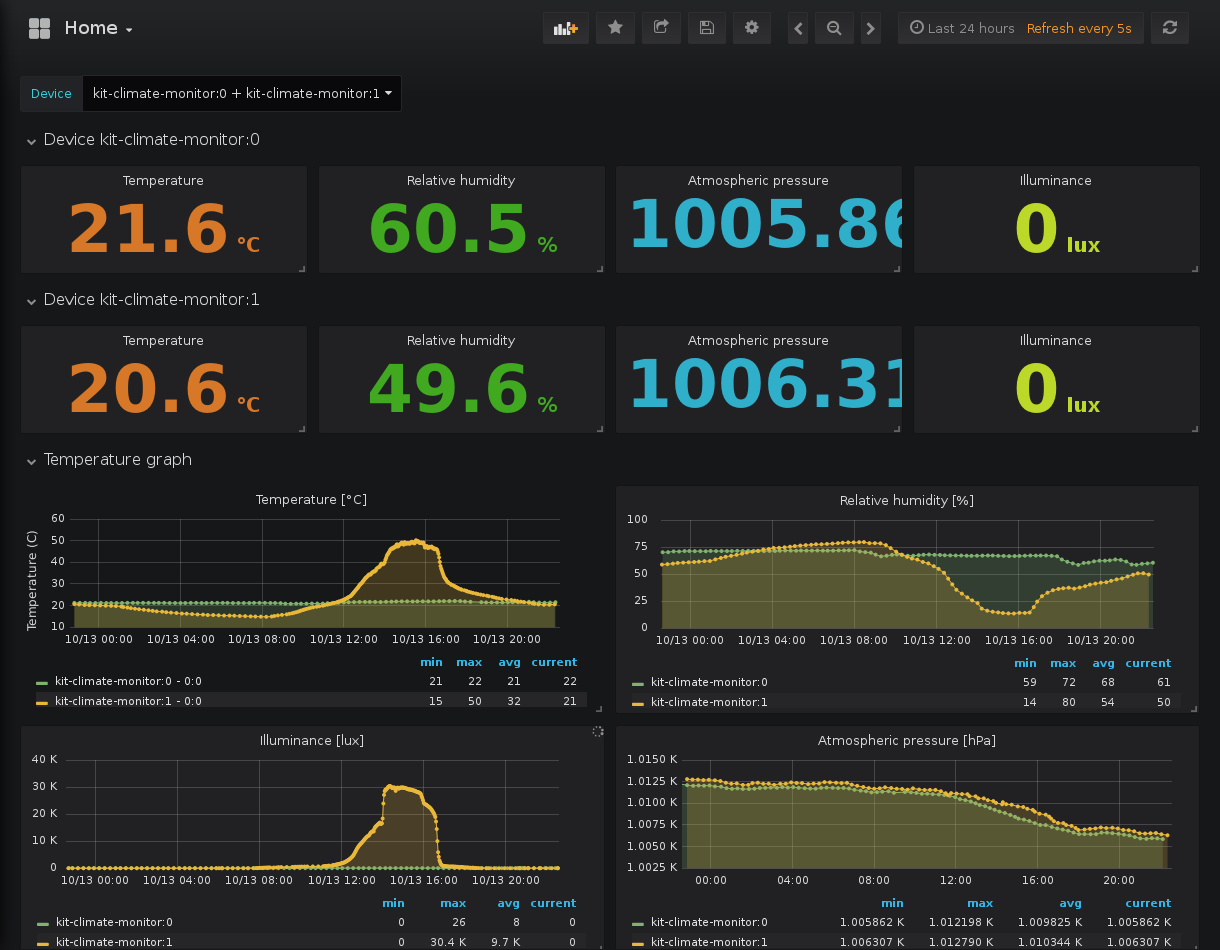 Home
Last 24 hours Refresh every 5s
Device kit-climate-monitor:0 + kit-climate-monitor:1
Device kit-climate-monitor:0
Temperature Relative humidity Atmospheric pressure Illuminance
21.6 °C 60.5 % 1005.86 0 lux
Device kit-climate-monitor:1
Temperature Relative humidity Atmospheric pressure Illuminance
20.6 °C 49.6 % 1006.31 0 lux
Temperature graph
Temperature [°C]
Temperature (C)
60
50
40
30
20
10
10/13 00:00 10/13 04:00 10/13 08:00 10/13 12:00 10/13 16:00 10/13 20:00
min max avg current
kit-climate-monitor:0 - 0:0 21 22 21 22
kit-climate-monitor:1 - 0:0 15 50 32 21
Relative humidity [%]
100
75
50
25
0
10/13 00:00 10/13 04:00 10/13 08:00 10/13 12:00 10/13 16:00 10/13 20:00
min max avg current
kit-climate-monitor:0 59 72 68 61
kit-climate-monitor:1 14 80 54 50
Illuminance [lux]
40 K
30 K
20 K
10 K
0
10/13 00:00 10/13 04:00 10/13 08:00 10/13 12:00 10/13 16:00 10/13 20:00
min max avg current
kit-climate-monitor:0 0 26 8 0
kit-climate-monitor:1 0 30.4 K 9.7 K 0
Atmospheric pressure [hPa]
1.0150 K
1.0125 K
1.0100 K
1.0075 K
1.0050 K
1.0025 K
00:00 04:00 08:00 12:00 16:00 20:00
min max avg current
kit-climate-monitor:0 1.005862 K 1.012198 K 1.009825 K 1.005862 K
kit-climate-monitor:1 1.006307 K 1.012790 K 1.010344 K 1.006307 K